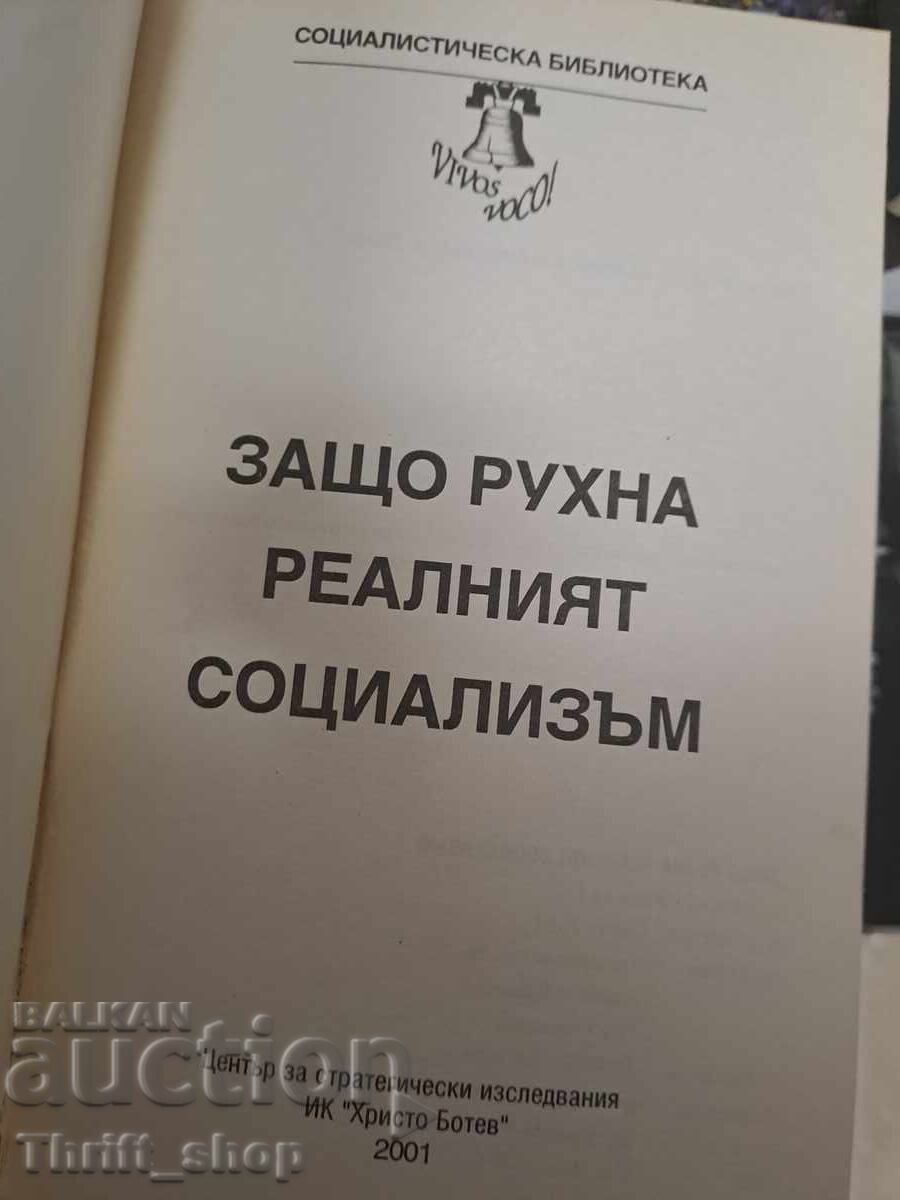 СОЦИАЛИСТИЧЕСКА БИБЛИОТЕКА
VIVOS
VOCO!
ЗАЩО РУХНА
РЕАЛНИЯТ
СОЦИАЛИЗЪМ
Център за стратегически изследвания
ИК "Христо Ботев"
2001
BALKAN
auction
Thrift_shop